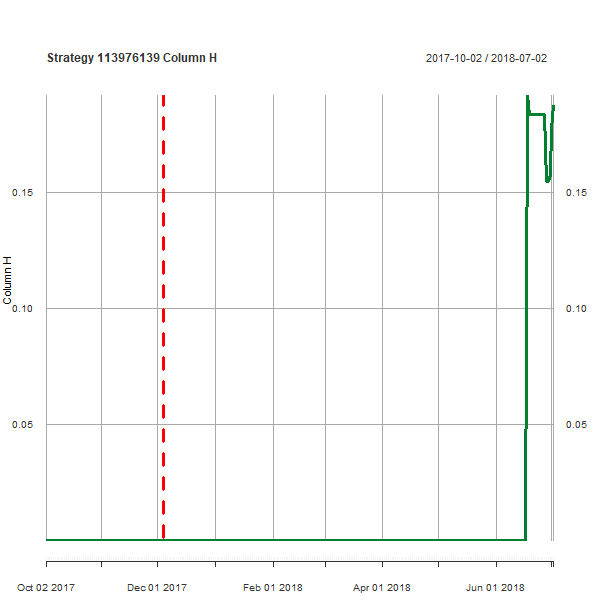 Strategy 113976139 Column H
2017-10-02 / 2018-07-02
0.15
0.15
Column H
0.10
0.10
0.05
0.05
Oct 02 2017
Dec 01 2017
Feb 01 2018
Apr 01 2018
Jun 01 2018